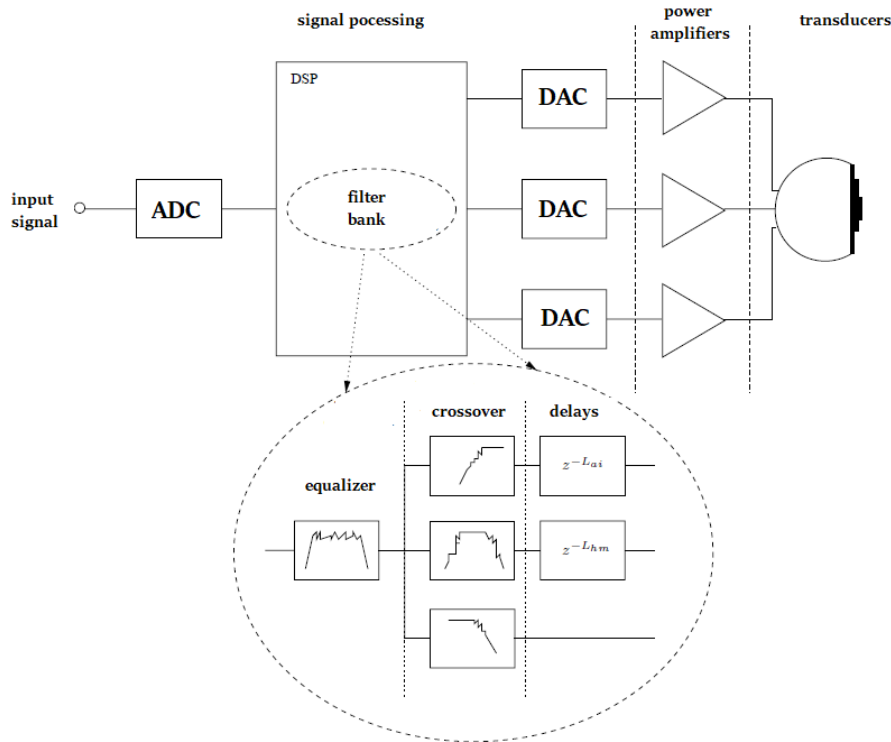 signal pocessing
power
amplifiers
transducers
DSP
DAC
input
signal
ADC
filter
bank
DAC
DAC
crossover
delays
equalizer
z^{-L_{ai}}
z^{-L_{hm}}